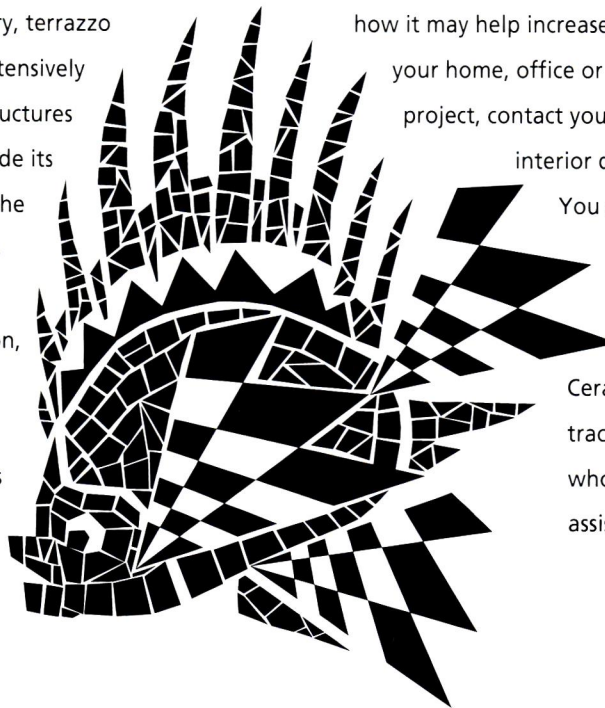 ry, terrazzo
tensively
uctures
de its
he
on,
s
how it may help increase
your home, office or
project, contact you
interior d
You
Cera
trac
who
assis